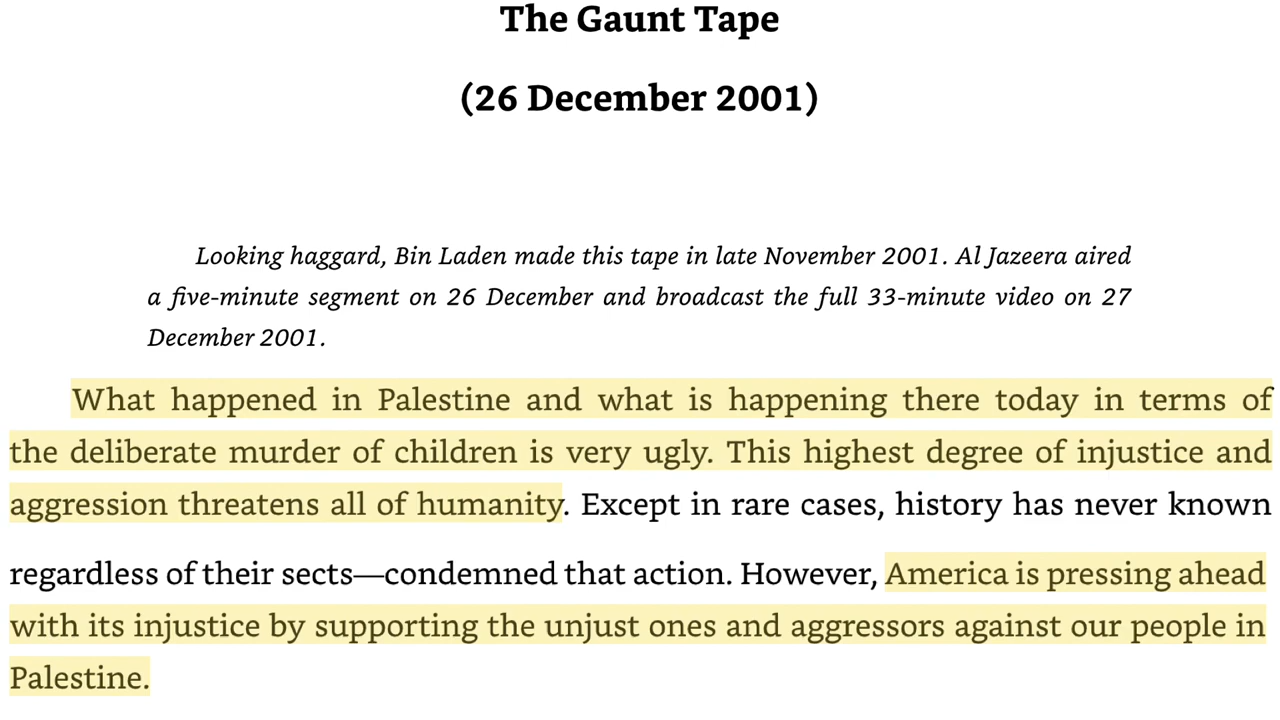 The Gaunt Tape
(26 December 2001)
Looking haggard, Bin Laden made this tape in late November 2001. Al Jazeera aired
a five-minute segment on 26 December and broadcast the full 33-minute video on 27
December 2001.
What happened in Palestine and what is happening there today in terms of
the deliberate murder of children is very ugly. This highest degree of injustice and
aggression threatens all of humanity. Except in rare cases, history has never known
regardless of their sects—condemned that action. However, America is pressing ahead
with its injustice by supporting the unjust ones and aggressors against our people in
Palestine.